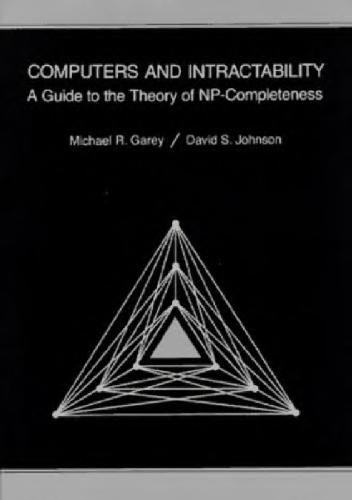 COMPUTERS AND INTRACTABILITY
A Guide to the Theory of NP-Completeness
Michael R. Garey / David S. Johnson